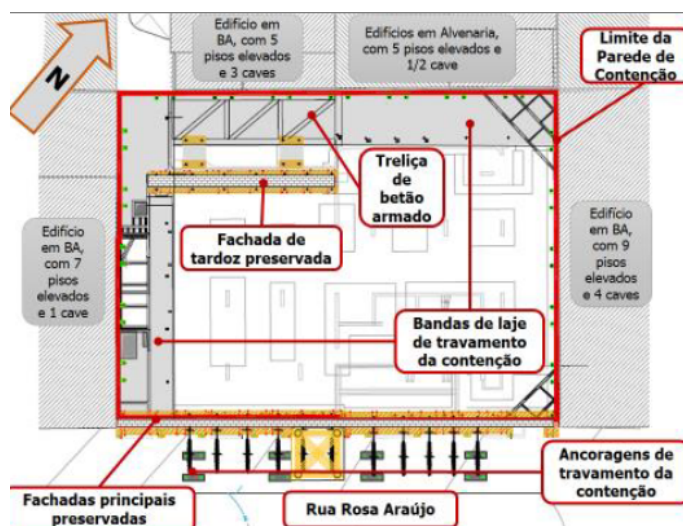 Edifício em
BA, com 5
pisos elevados
e 3 caves
Edifícios em Alvenaria,
com 5 pisos elevados e
1/2 cave
Limite da
Parede de
Contenção
N
Treliça
de
betão
armado
Fachada de
tardoz preservada
Edifício
em BA,
com 7
pisos
elevados
e 1 cave
Edifício em
BA, com 9
pisos
elevados
e 4 caves
Bandas de laje
de travamento
da contenção
Ancoragens de
travamento da
contenção
Fachadas principais
preservadas
Rua Rosa Araújo